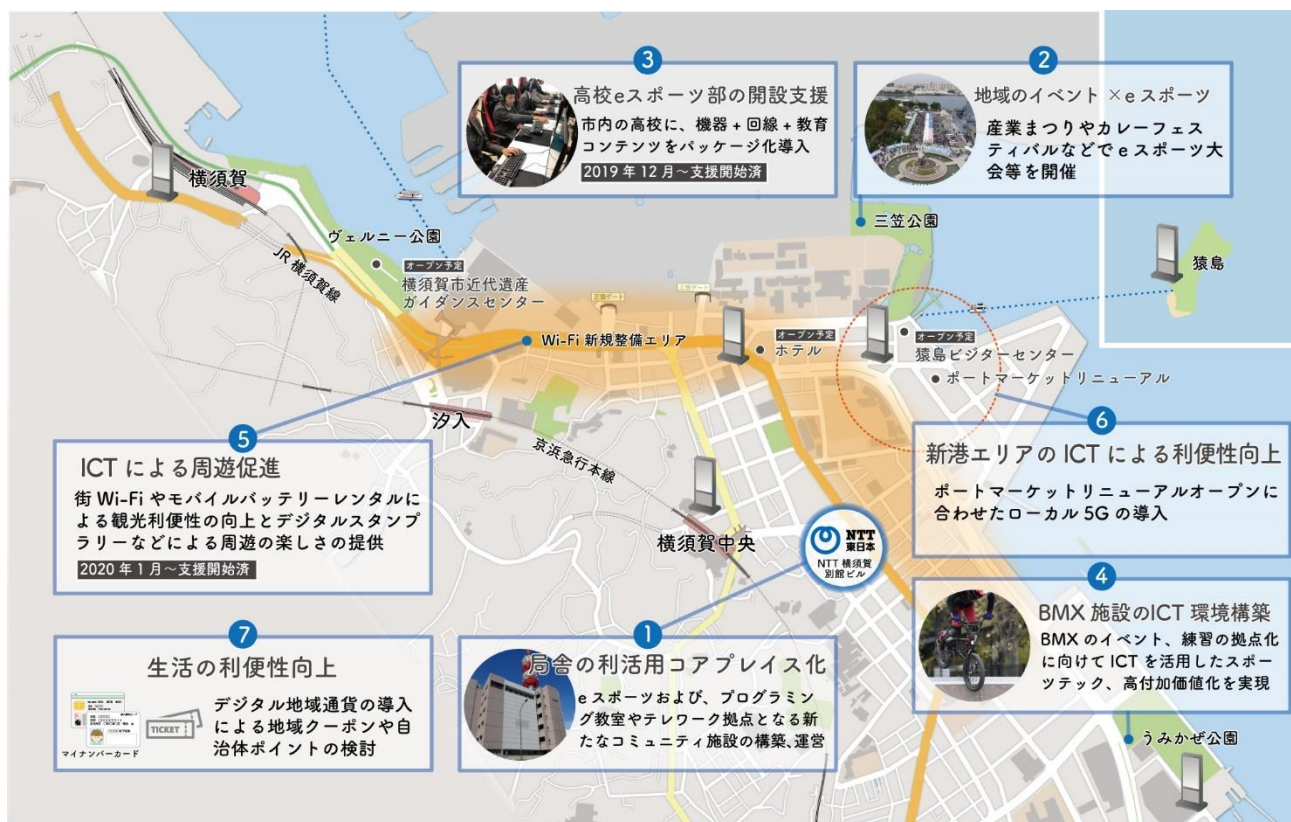 3
高校eスポーツ部の開設支援
市内の高校に、機器+回線+教育
コンテンツをパッケージ化導入
2019年12月～支援開始済
2
地域のイベント×eスポーツ
産業まつりやカレーフェス
ティバルなどでeスポーツ大
会等を開催
横須賀
ヴェルニー公園
JR横須賀線
オープン予定
横須賀市近代遺産
ガイダンスセンター
三笠公園
猿島
Wi-Fi新規整備エリア
オープン予定
ホテル
オープン予定
猿島ビジターセンター
ポートマーケットリニューアル
汐入
京浜急行本線
横須賀中央
NTT
東日本
NTT横須賀
別館ビル
5
ICTによる周遊促進
街Wi-Fiやモバイルバッテリーレンタルに
よる観光利便性の向上とデジタルスタンプ
ラリーなどによる周遊の楽しさの提供
2020年1月～支援開始済
6
新港エリアのICTによる利便性向上
ポートマーケットリニューアルオープンに
合わせたローカル5Gの導入
7
生活の利便性向上
デジタル地域通貨の導入
による地域クーポンや自
治体ポイントの検討
TICKET
マイナンバーカード
1
局舎の利活用コアプレイス化
eスポーツおよび、プログラミン
グ教室やテレワーク拠点となる新
たなコミュニティ施設の構築、運営
4
BMX施設のICT環境構築
BMXのイベント、練習の拠点化
に向けてICTを活用したスポー
ツテック、高付加価値化を実現
うみかぜ公園